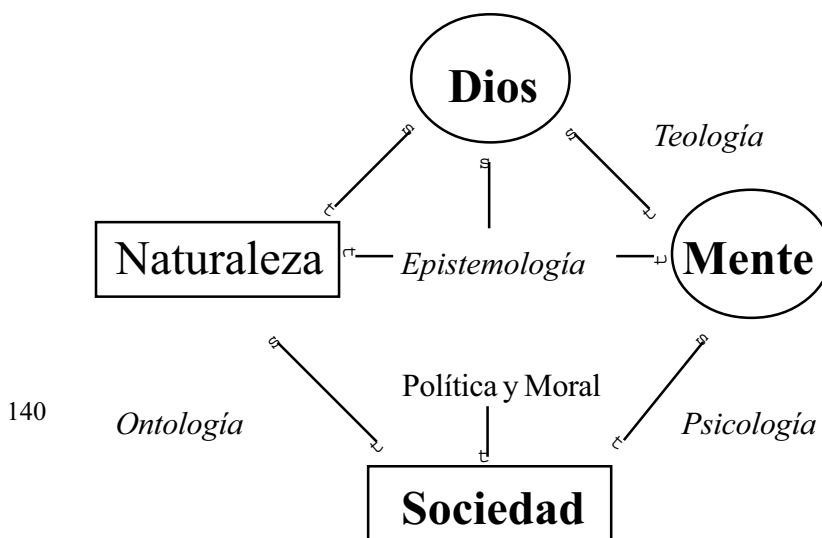 Dios
Teología
Naturaleza
Epistemología
Mente
Política y Moral
140
Ontología
Psicología
Sociedad